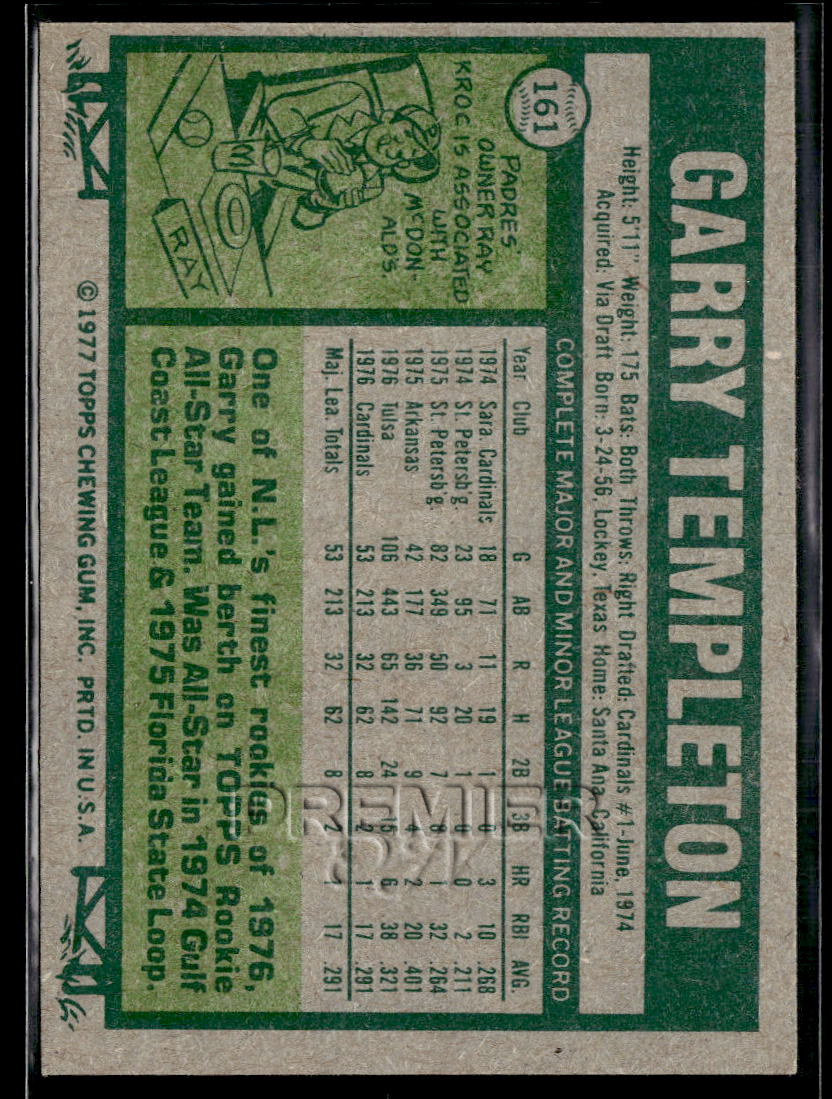 GARRY TEMPLETON
161
Height: 5'11" Weight: 175 Bats: Both Throws: Right Drafted: Cardinals #1-June, 1974
Acquired: Via Draft Born: 3-24-56, Lockey, Texas Home: Santa Ana, California
COMPLETE MAJOR AND MINOR LEAGUE BATTING RECORD
Year Club G AB R H 2B 3B HR RBI AVG.
1974 Sara. Cardinals 18 71 11 19 1 0 3 10 .268
1974 St. Petersb'g. 23 95 3 20 1 0 0 2 .211
1975 St. Petersb'g. 82 349 50 92 7 8 1 32 .264
1975 Arkansas 42 177 36 71 9 4 2 20 .401
1976 Tulsa 106 443 65 142 24 15 6 38 .321
1976 Cardinals 53 213 32 62 8 2 1 17 .291
Maj. Lea. Totals 53 213 32 62 8 2 1 17 .291
PADRES'
OWNER RAY
KROC IS ASSOCIATED
WITH
McDON-
ALD'S.
M
RAY
One of N.L.'s finest rookies of 1976,
Garry gained berth on TOPPS Rookie
All-Star Team. Was All-Star in 1974 Gulf
Coast League & 1975 Florida State Loop.
© 1977 TOPPS CHEWING GUM, INC. PRTD. IN U.S.A.
PREMIER